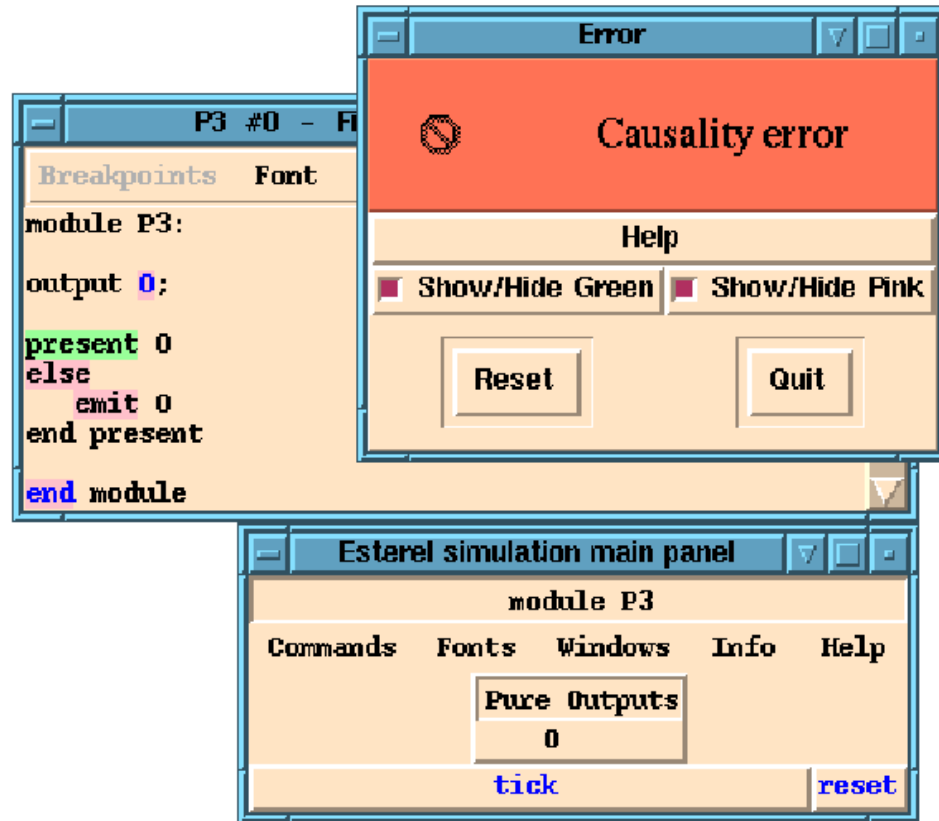 Error
Causality error
Help
Show/Hide Green Show/Hide Pink
Reset Quit
P3 #0 - Fi
Breakpoints Font
module P3:
output O;
present O
else
emit O
end present
end module
Esterel simulation main panel
module P3
Commands Fonts Windows Info Help
Pure Outputs
O
tick reset